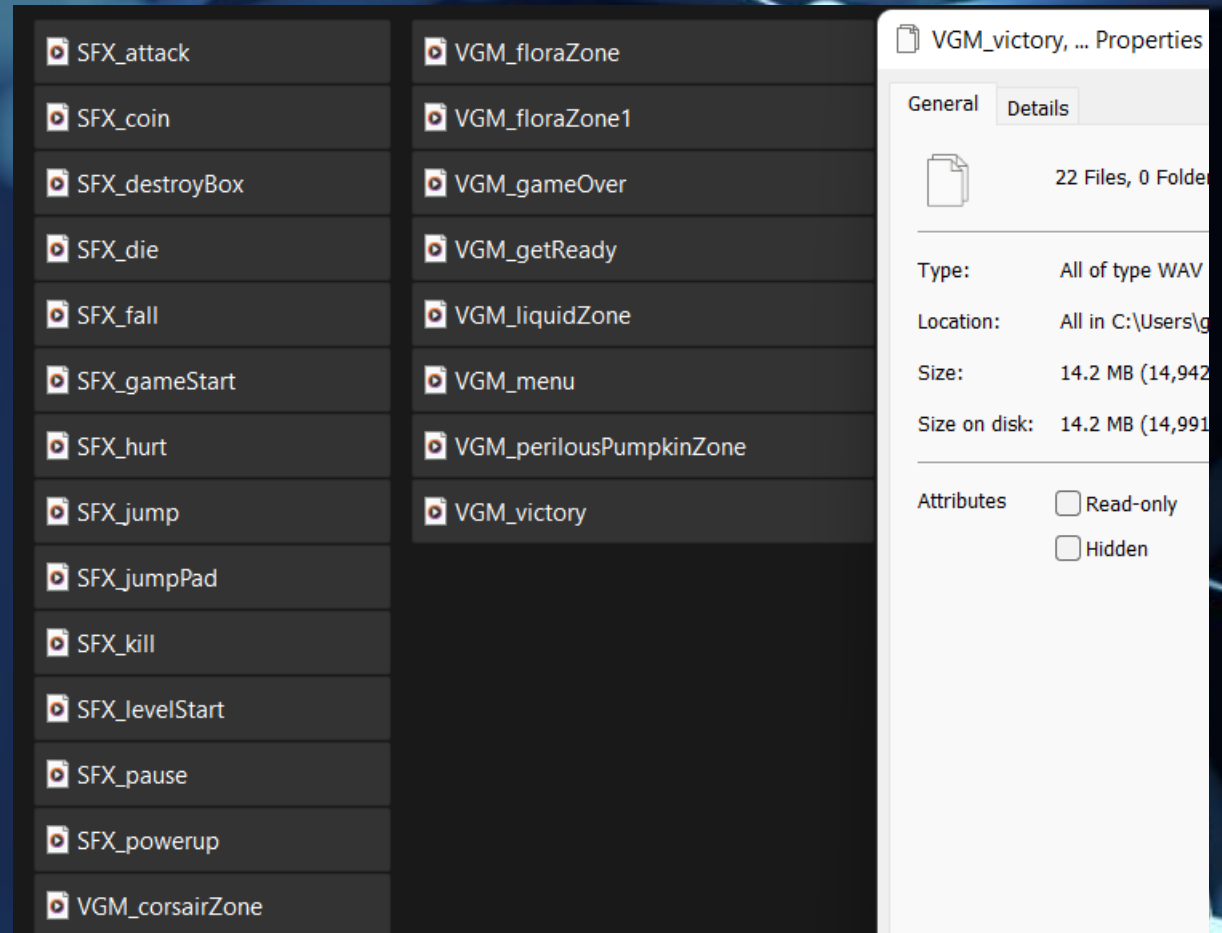 SFX_attack
SFX_coin
SFX_destroyBox
SFX_die
SFX_fall
SFX_gameStart
SFX_hurt
SFX_jump
SFX_jumpPad
SFX_kill
SFX_levelStart
SFX_pause
SFX_powerup
VGM_corsairZone
VGM_floraZone
VGM_floraZone1
VGM_gameOver
VGM_getReady
VGM_liquidZone
VGM_menu
VGM_perilousPumpkinZone
VGM_victory
VGM_victory, ... Properties
General Details
22 Files, 0 Folder
Type: All of type WAV
Location: All in C:\Users\g
Size: 14.2 MB (14,942
Size on disk: 14.2 MB (14,991
Attributes Read-only
Hidden